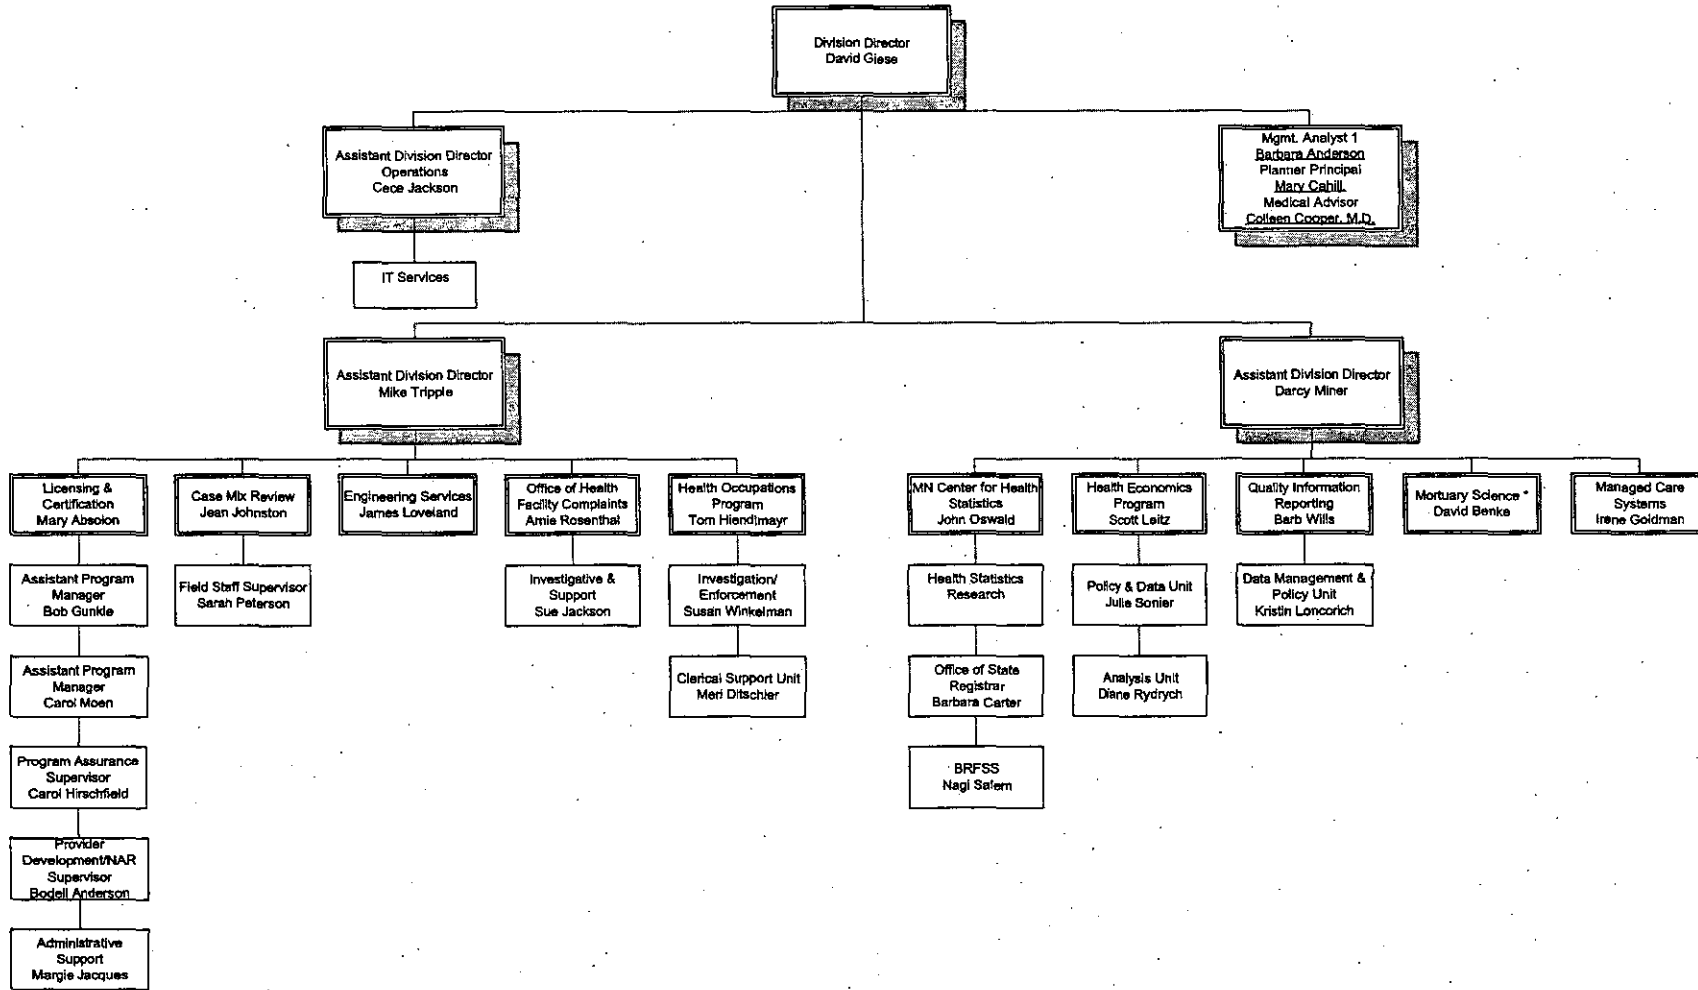 Division Director
David Giese
Assistant Division Director
Operations
Cece Jackson
Mgmt. Analyst 1
Barbara Anderson
Planner Principal
Mary Cahill
Medical Advisor
Colleen Cooper, M.D.
IT Services
Assistant Division Director
Mike Tripple
Assistant Division Director
Darcy Miner
Licensing &
Certification
Mary Absolon
Case Mix Review
Jean Johnston
Engineering Services
James Loveland
Office of Health
Facility Complaints
Arnie Rosenthal
Health Occupations
Program
Tom Hiendlmayr
MN Center for Health
Statistics
John Oswald
Health Economics
Program
Scott Leitz
Quality Information
Reporting
Barb Wills
Mortuary Science *
David Benke
Managed Care
Systems
Irene Goldman
Assistant Program
Manager
Bob Gunkle
Field Staff Supervisor
Sarah Peterson
Investigative &
Support
Sue Jackson
Investigation/
Enforcement
Susan Winkelman
Health Statistics
Research
Policy & Data Unit
Julie Sonier
Data Management &
Policy Unit
Kristin Loncorich
Assistant Program
Manager
Carol Moen
Clerical Support Unit
Meri Ditschler
Office of State
Registrar
Barbara Carter
Analysis Unit
Diane Rydrych
Program Assurance
Supervisor
Carol Hirschfield
BRFSS
Nagi Salem
Provider
Development/NAR
Supervisor
Bodell Anderson
Administrative
Support
Margie Jacques